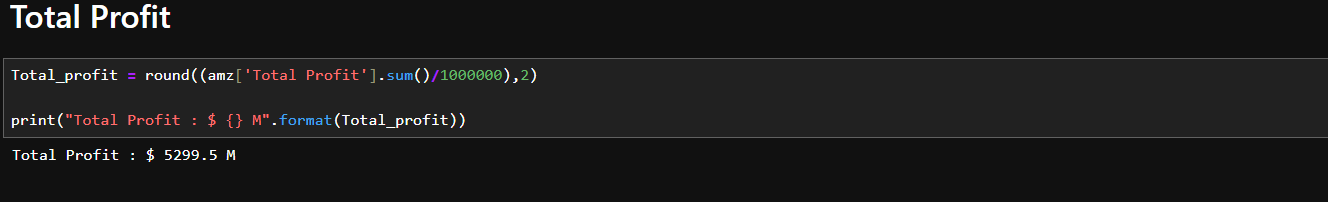 Total Profit
Total_profit = round((amz['Total Profit'].sum()/1000000),2)
print("Total Profit : $ {} M".format(Total_profit))
Total Profit : $ 5299.5 M